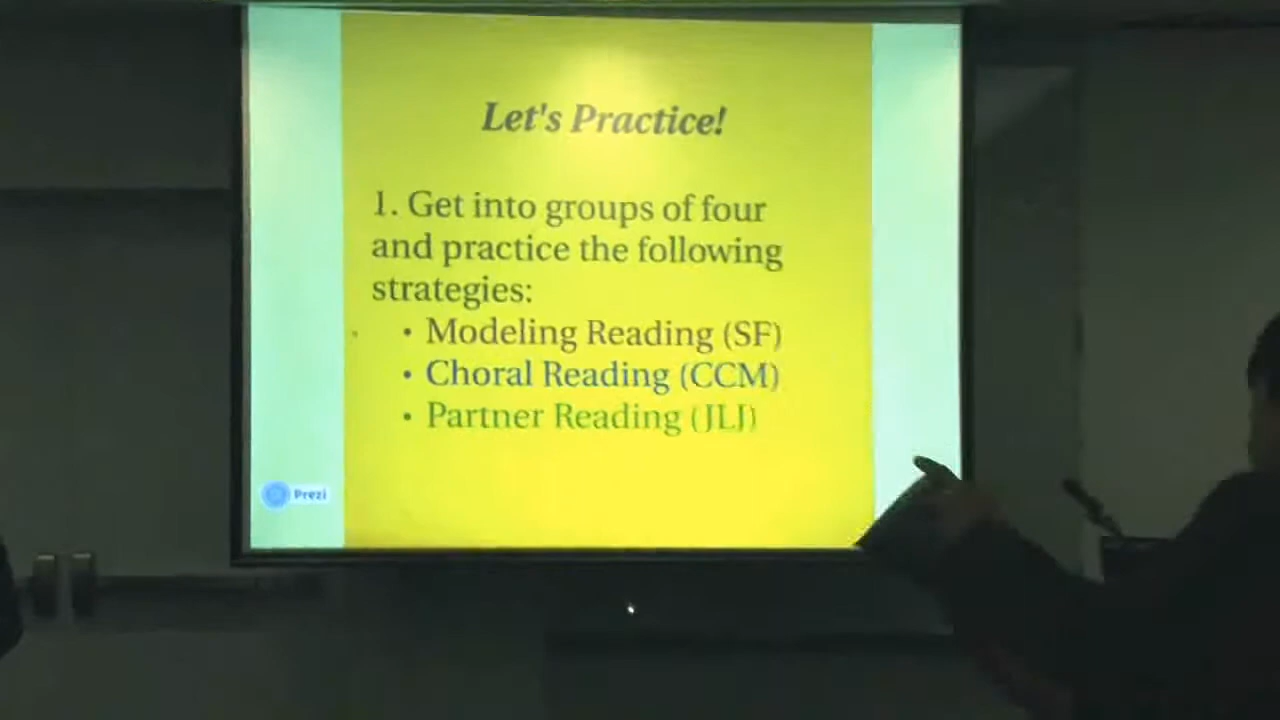 Let's Practice!
1. Get into groups of four
and practice the following
strategies:
• Modeling Reading (SF)
• Choral Reading (CCM)
• Partner Reading (JLJ)
Prezi